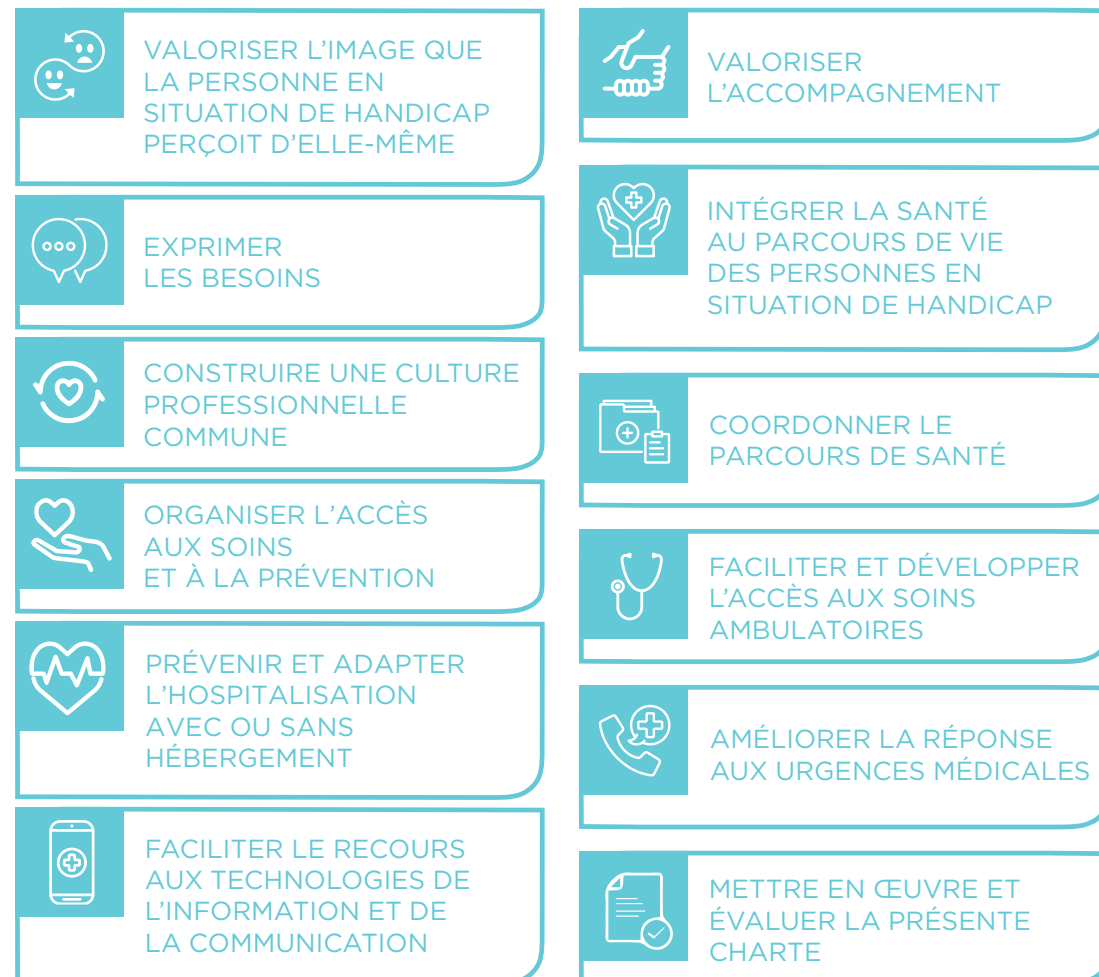 VALORISER L'IMAGE QUE
LA PERSONNE EN
SITUATION DE HANDICAP
PERÇOIT D'ELLE-MÊME
VALORISER
L'ACCOMPAGNEMENT
EXPRIMER
LES BESOINS
INTÉGRER LA SANTÉ
AU PARCOURS DE VIE
DES PERSONNES EN
SITUATION DE HANDICAP
CONSTRUIRE UNE CULTURE
PROFESSIONNELLE
COMMUNE
COORDONNER LE
PARCOURS DE SANTÉ
ORGANISER L'ACCÈS
AUX SOINS
ET À LA PRÉVENTION
FACILITER ET DÉVELOPPER
L'ACCÈS AUX SOINS
AMBULATOIRES
PRÉVENIR ET ADAPTER
L'HOSPITALISATION
AVEC OU SANS
HÉBERGEMENT
AMÉLIORER LA RÉPONSE
AUX URGENCES MÉDICALES
FACILITER LE RECOURS
AUX TECHNOLOGIES DE
L'INFORMATION ET DE
LA COMMUNICATION
METTRE EN ŒUVRE ET
ÉVALUER LA PRÉSENTE
CHARTE